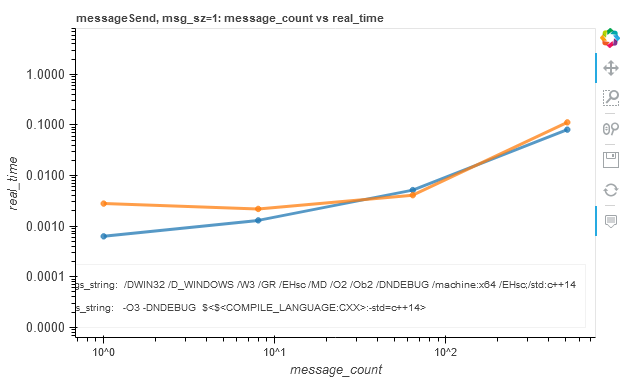 messageSend, msg_sz=1: message_count vs real_time
1.0000
0.1000
0.0100
0.0010
0.0001
0.0000
real_time
gs_string: /DWIN32 /D_WINDOWS /W3 /GR /EHsc /MD /O2 /Ob2 /DNDEBUG /machine:x64 /EHsc;/std:c++14
s_string: -O3 -DNDEBUG $<$<COMPILE_LANGUAGE:CXX>:-std=c++14>
10^0
10^1
10^2
message_count